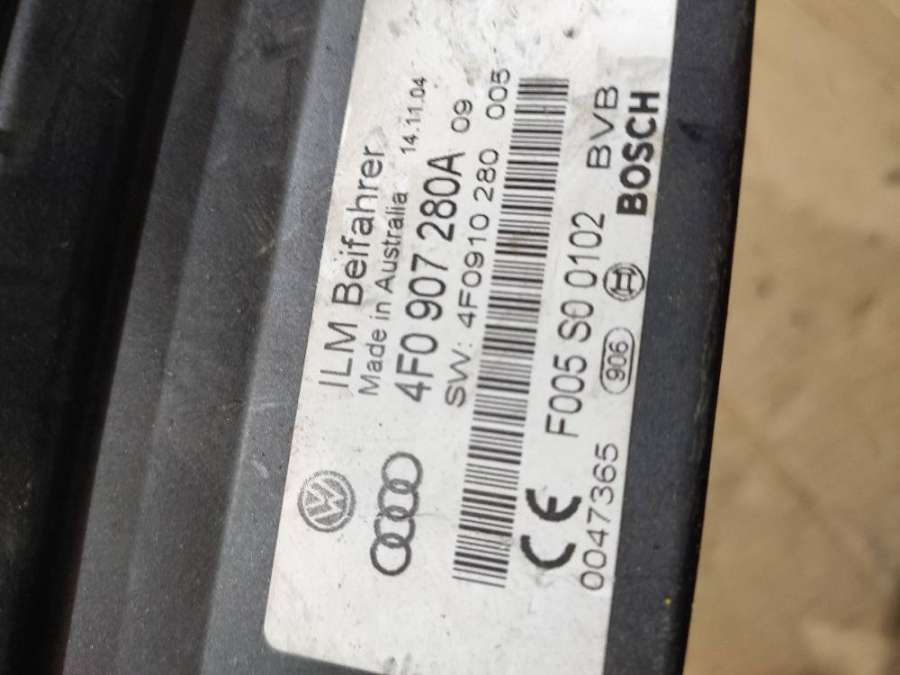 ILM Beifahrer
Made in Australia 14.11.04
4F0 907 280A 09
SW: 4F0910 280 005
F005 S0 0102 BVB
0047365 906 BOSCH
CE
VW